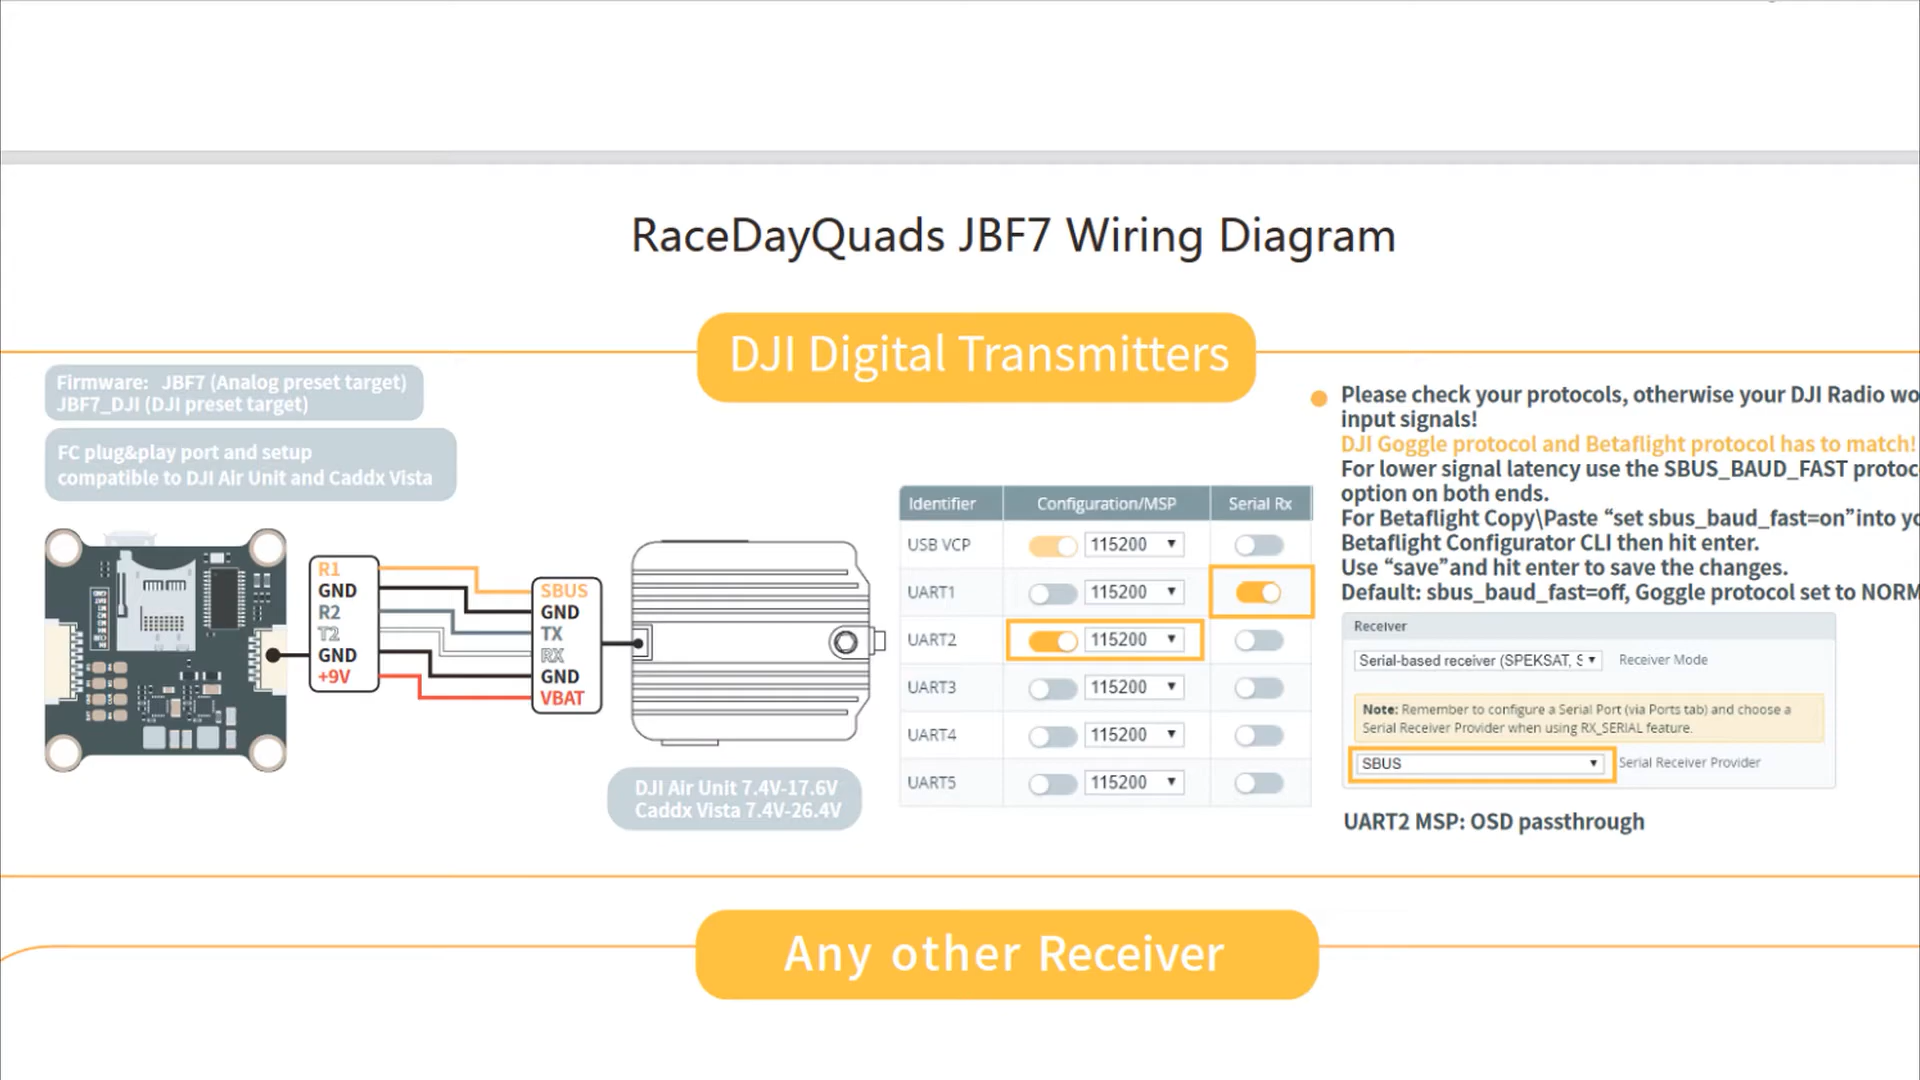 RaceDayQuads JBF7 Wiring Diagram
DJI Digital Transmitters
Firmware: JBF7 (Analog preset target)
JBF7_DJI (DJI preset target)
FC plug&play port and setup
compatible to DJI Air Unit and Caddx Vista
R1
GND
R2
T2
GND
+9V
SBUS
GND
TX
RX
GND
VBAT
DJI Air Unit 7.4V-17.6V
Caddx Vista 7.4V-26.4V
Identifier Configuration/MSP Serial Rx
USB VCP 115200
UART1 115200
UART2 115200
UART3 115200
UART4 115200
UART5 115200
Please check your protocols, otherwise your DJI Radio wo
input signals!
DJI Goggle protocol and Betaflight protocol has to match!
For lower signal latency use the SBUS_BAUD_FAST protoc
option on both ends.
For Betaflight Copy\Paste “set sbus_baud_fast=on”into yo
Betaflight Configurator CLI then hit enter.
Use “save”and hit enter to save the changes.
Default: sbus_baud_fast=off, Goggle protocol set to NORM
Receiver
Serial-based receiver (SPEKSAT, S Receiver Mode
Note: Remember to configure a Serial Port (via Ports tab) and choose a
Serial Receiver Provider when using RX_SERIAL feature.
SBUS Serial Receiver Provider
UART2 MSP: OSD passthrough
Any other Receiver